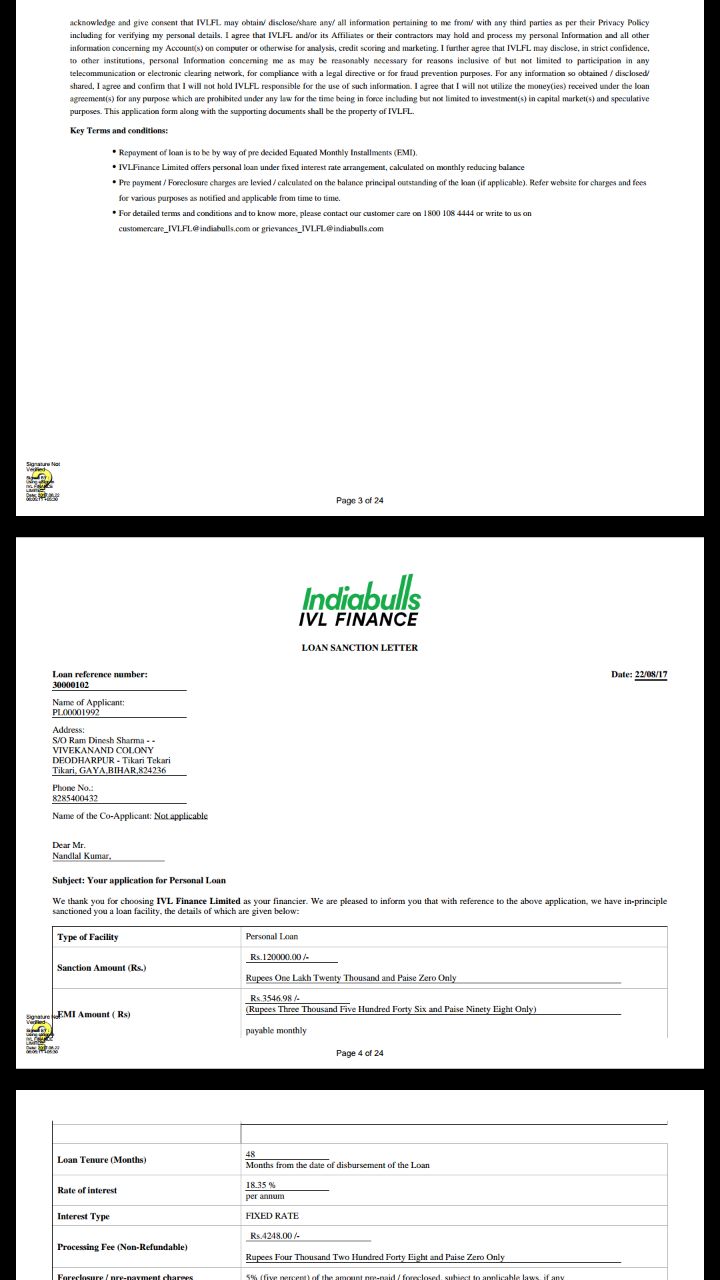 acknowledge and give consent that IVLFL may obtain/ disclose/share any/ all information pertaining to me from/ with any third parties as per their Privacy Policy
including for verifying my personal details. I agree that IVLFL and/or its Affiliates or their contractors may hold and process my personal Information and all other
information concerning my Account(s) on computer or otherwise for analysis, credit scoring and marketing. I further agree that IVLFL may disclose, in strict confidence,
to other institutions, personal Information concerning me as may be reasonably necessary for reasons inclusive of but not limited to participation in any
telecommunication or electronic clearing network, for compliance with a legal directive or for fraud prevention purposes. For any information so obtained / disclosed/
shared, I agree and confirm that I will not hold IVLFL responsible for the use of such information. I agree that I will not utilize the money(ies) received under the loan
agreement(s) for any purpose which are prohibited under any law for the time being in force including but not limited to investment(s) in capital market(s) and speculative
purposes. This application form along with the supporting documents shall be the property of IVLFL.
Key Terms and conditions:
• Repayment of loan is to be by way of pre decided Equated Monthly Installments (EMI).
• IVLFinance Limited offers personal loan under fixed interest rate arrangement, calculated on monthly reducing balance
• Pre payment / Foreclosure charges are levied / calculated on the balance principal outstanding of the loan (if applicable). Refer website for charges and fees
for various purposes as notified and applicable from time to time.
• For detailed terms and conditions and to know more, please contact our customer care on 1800 108 4444 or write to us on
customercare_IVLFL@indiabulls.com or grievances_IVLFL@indiabulls.com
Signature Not
Verified
Page 3 of 24
Indiabulls
IVL FINANCE
LOAN SANCTION LETTER
Loan reference number:
30000102
Date: 22/08/17
Name of Applicant:
PL00001992
Address:
S/O Ram Dinesh Sharma - -
VIVEKANAND COLONY
DEODHARPUR - Tikari Tekari
Tikari, GAYA,BIHAR,824236
Phone No.:
8285400432
Name of the Co-Applicant: Not applicable
Dear Mr.
Nandlal Kumar,
Subject: Your application for Personal Loan
We thank you for choosing IVL Finance Limited as your financier. We are pleased to inform you that with reference to the above application, we have in-principle
sanctioned you a loan facility, the details of which are given below:
Type of Facility Personal Loan
Sanction Amount (Rs.) Rs.120000.00 /-
Rupees One Lakh Twenty Thousand and Paise Zero Only
EMI Amount ( Rs) Rs.3546.98 /-
(Rupees Three Thousand Five Hundred Forty Six and Paise Ninety Eight Only)
payable monthly
Signature Not
Verified
Page 4 of 24
Loan Tenure (Months) 48
Months from the date of disbursement of the Loan
Rate of interest 18.35 %
per annum
Interest Type FIXED RATE
Processing Fee (Non-Refundable) Rs.4248.00 /-
Rupees Four Thousand Two Hundred Forty Eight and Paise Zero Only
Foreclosure / pre-payment charges 5% (five percent) of the amount pre-paid / foreclosed, subject to applicable laws, if any